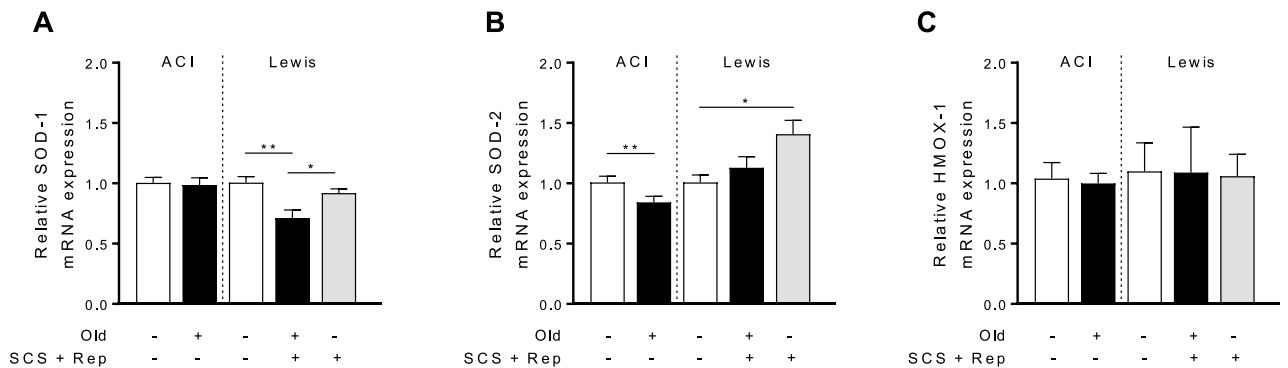 A
B
C
ACI
Lewis
Relative SOD-1
mRNA expression
2.0
1.5
1.0
0.5
0.0
**
*
Old - + - + -
SCS + Rep - - - + +
ACI
Lewis
Relative SOD-2
mRNA expression
2.0
1.5
1.0
0.5
0.0
**
*
- + - + -
- - - + +
ACI
Lewis
Relative HMOX-1
mRNA expression
2.0
1.5
1.0
0.5
0.0
Old - + - + -
SCS + Rep - - - + +